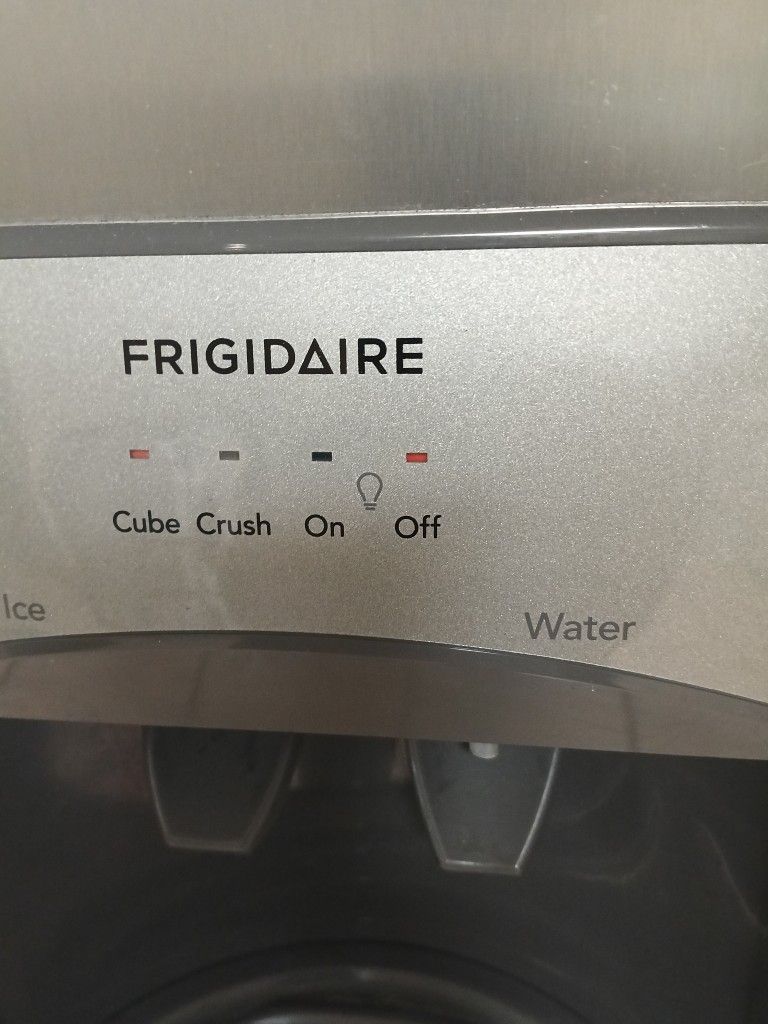 FRIGIDAIRE
Cube Crush On Off
Ice
Water